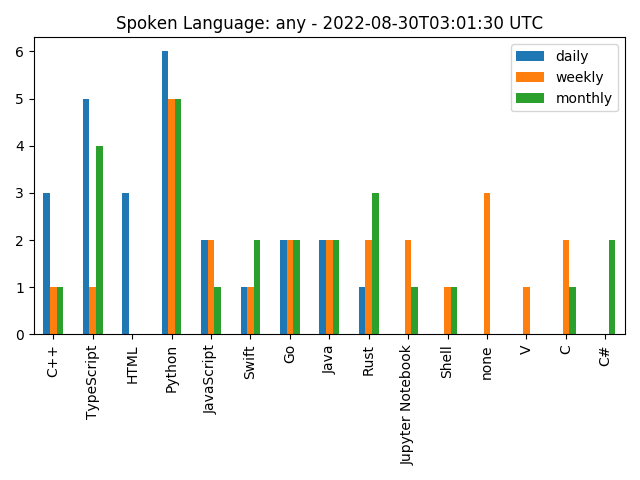 Spoken Language: any - 2022-08-30T03:01:30 UTC
daily
weekly
monthly
6
5
4
3
2
1
0
C++
TypeScript
HTML
Python
JavaScript
Swift
Go
Java
Rust
Jupyter Notebook
Shell
none
V
C
C#